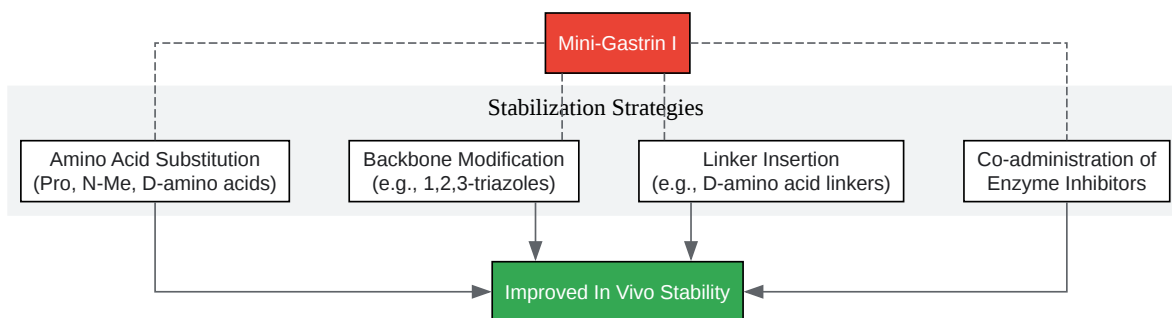 Mini-Gastrin I
Stabilization Strategies
Amino Acid Substitution
(Pro, N-Me, D-amino acids)
Backbone Modification
(e.g., 1,2,3-triazoles)
Linker Insertion
(e.g., D-amino acid linkers)
Co-administration of
Enzyme Inhibitors
Improved In Vivo Stability